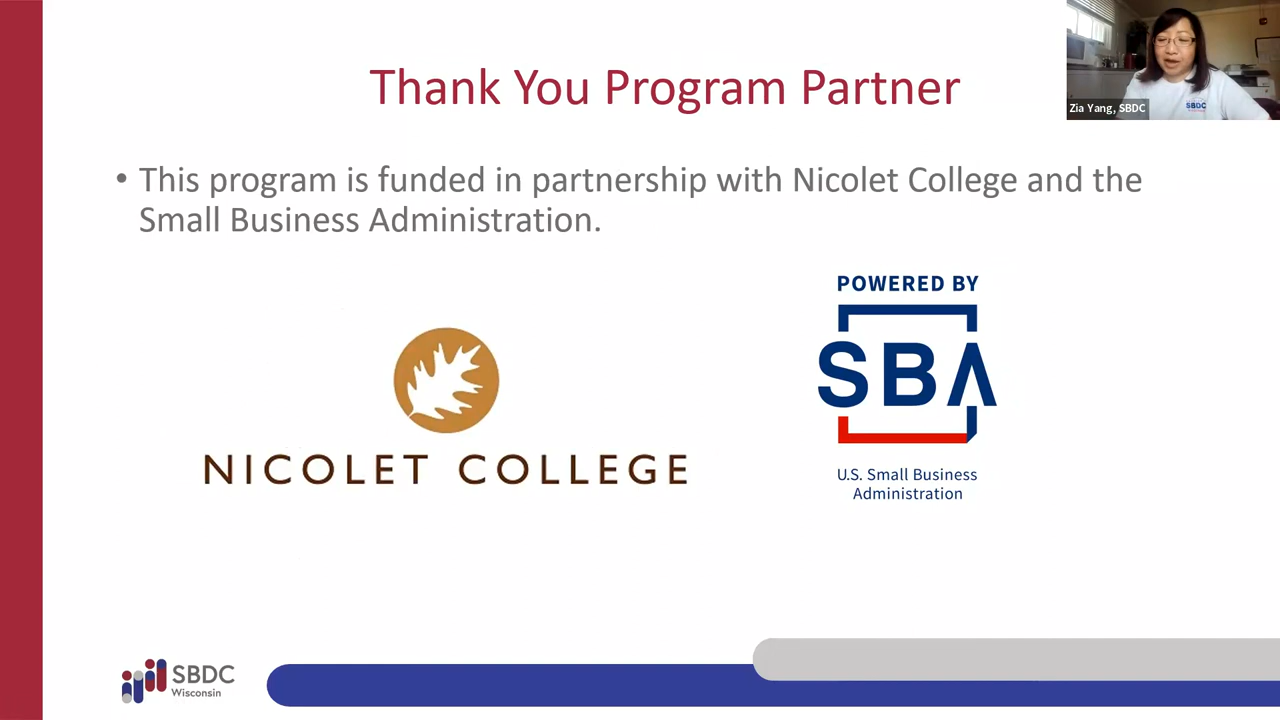 Thank You Program Partner
Zia Yang, SBDC
SBDC
• This program is funded in partnership with Nicolet College and the
Small Business Administration.
POWERED BY
SBA
U.S. Small Business
Administration
NICOLET COLLEGE
SBDC
Wisconsin